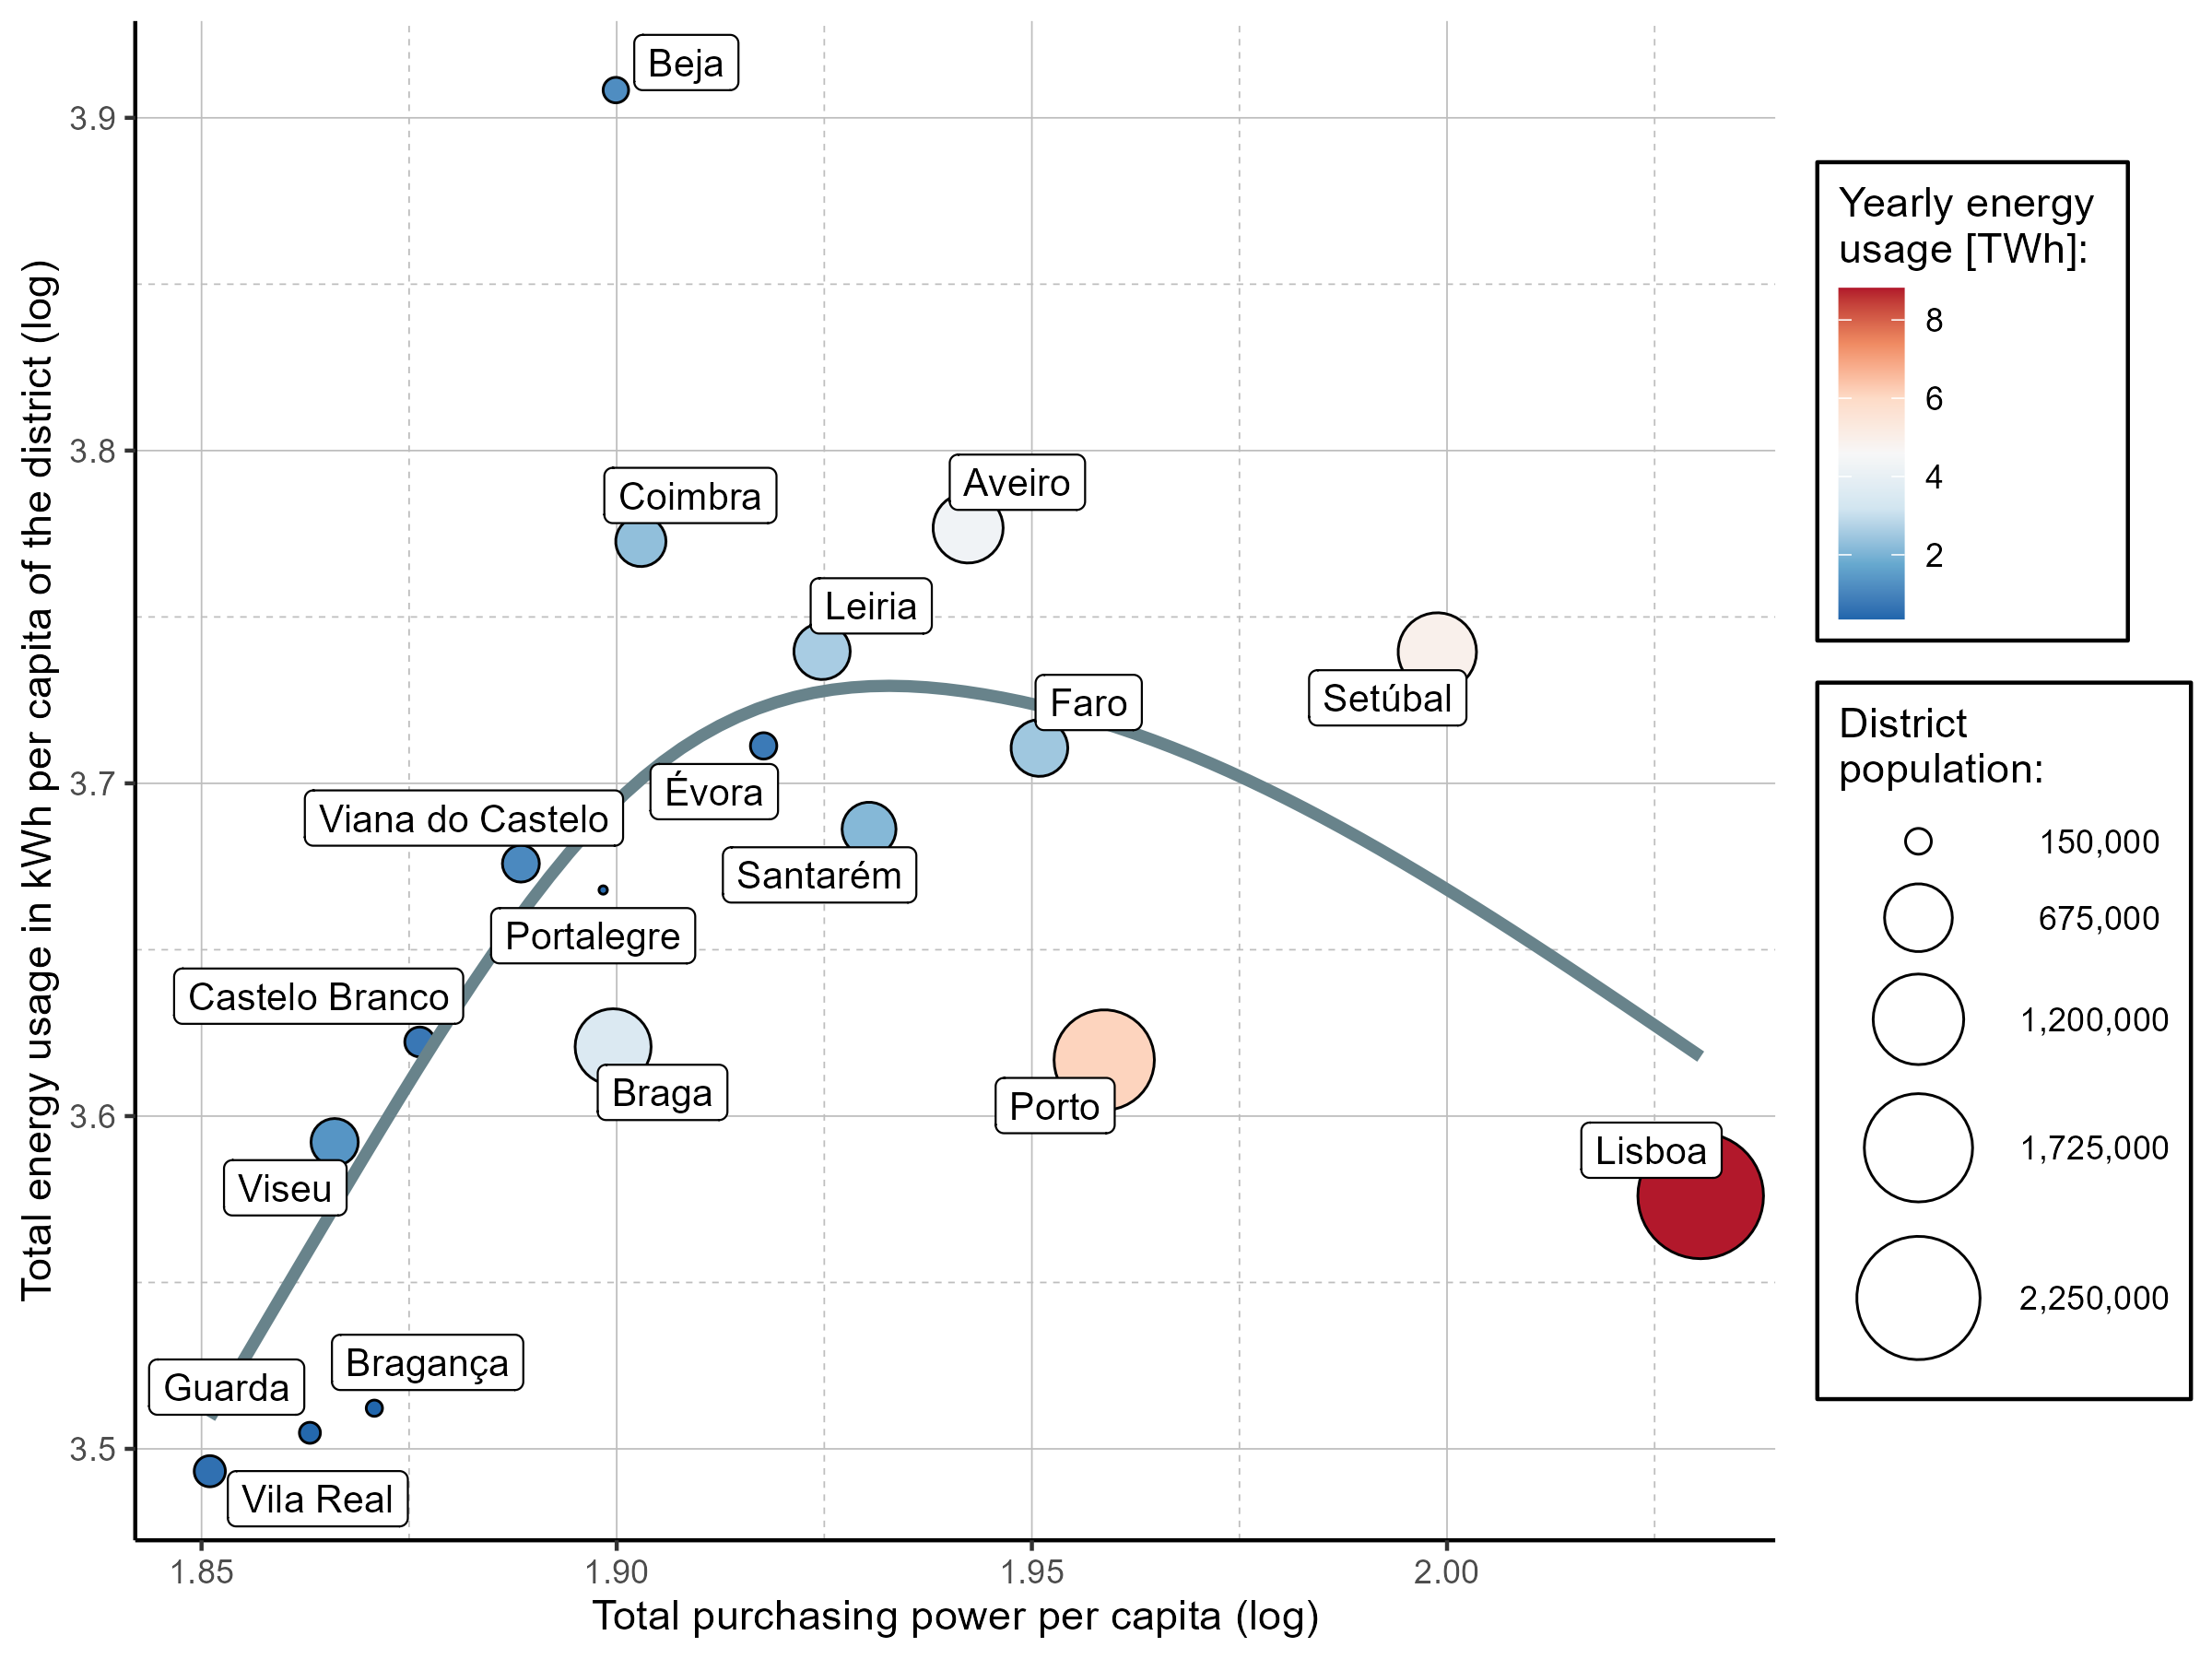 Total energy usage in kWh per capita of the district (log)
3.9
3.8
3.7
3.6
3.5
Beja
Coimbra
Aveiro
Leiria
Setúbal
Faro
Évora
Viana do Castelo
Santarém
Portalegre
Castelo Branco
Braga
Porto
Lisboa
Viseu
Bragança
Guarda
Vila Real
1.85
1.90
1.95
2.00
Total purchasing power per capita (log)
Yearly energy
usage [TWh]:
8
6
4
2
District
population:
150,000
675,000
1,200,000
1,725,000
2,250,000